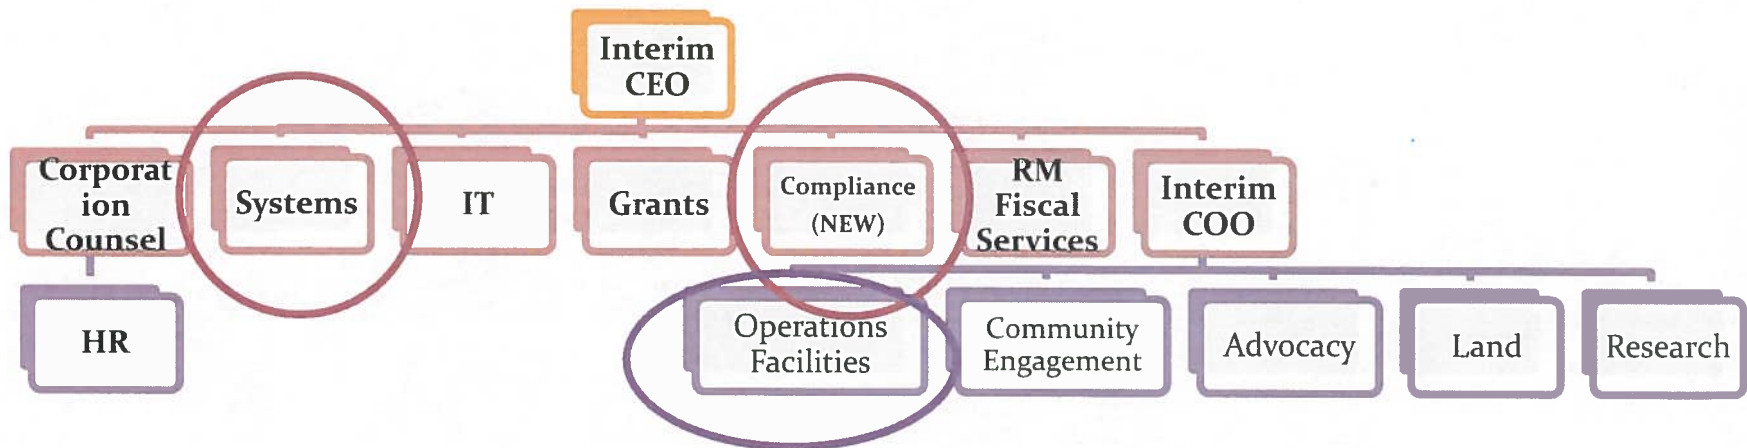 Interim
CEO
Corporat
ion
Counsel
Systems
IT
Grants
Compliance
(NEW)
RM
Fiscal
Services
Interim
COO
HR
Operations
Facilities
Community
Engagement
Advocacy
Land
Research